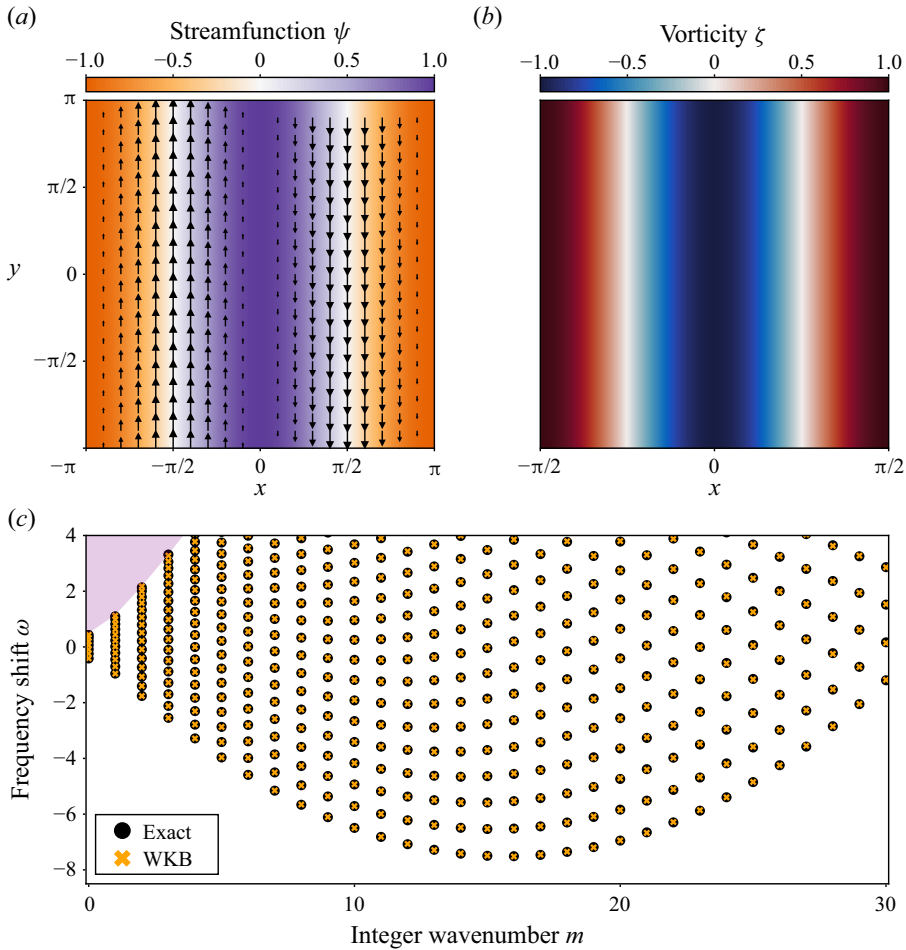 (a)
Streamfunction ψ
−1.0 −0.5 0 0.5 1.0
π
π/2
y 0
−π/2
−π −π/2 0 π/2 π
x
(b)
Vorticity ζ
−1.0 −0.5 0 0.5 1.0
−π/2 0 π/2
x
(c)
4
2
0
−2
−4
−6
−8
Frequency shift ω
Exact
WKB
0 10 20 30
Integer wavenumber m